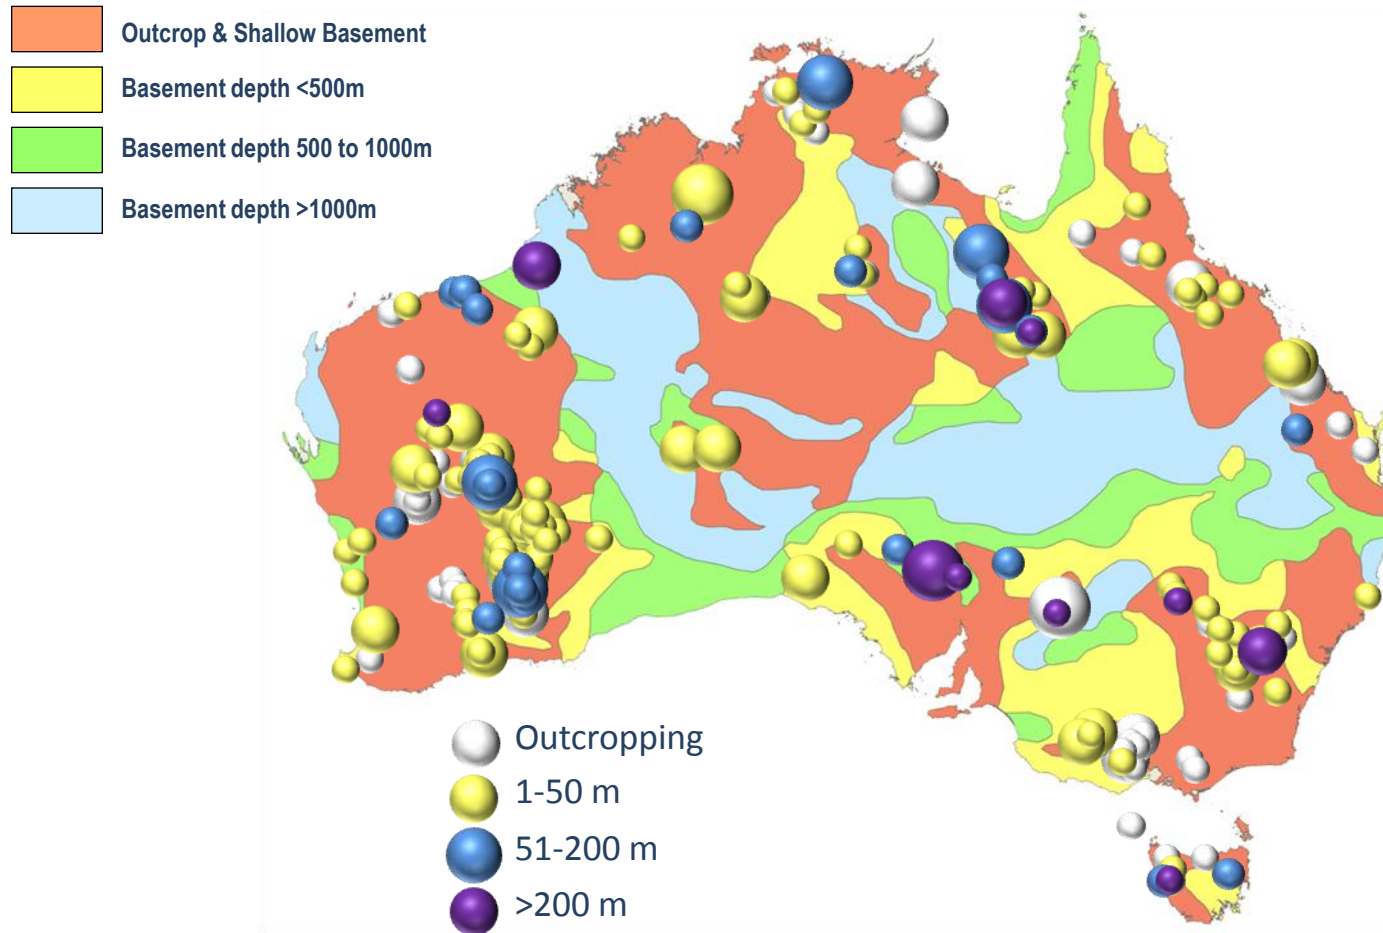 Outcrop & Shallow Basement
Basement depth <500m
Basement depth 500 to 1000m
Basement depth >1000m
Outcropping
1-50 m
51-200 m
>200 m